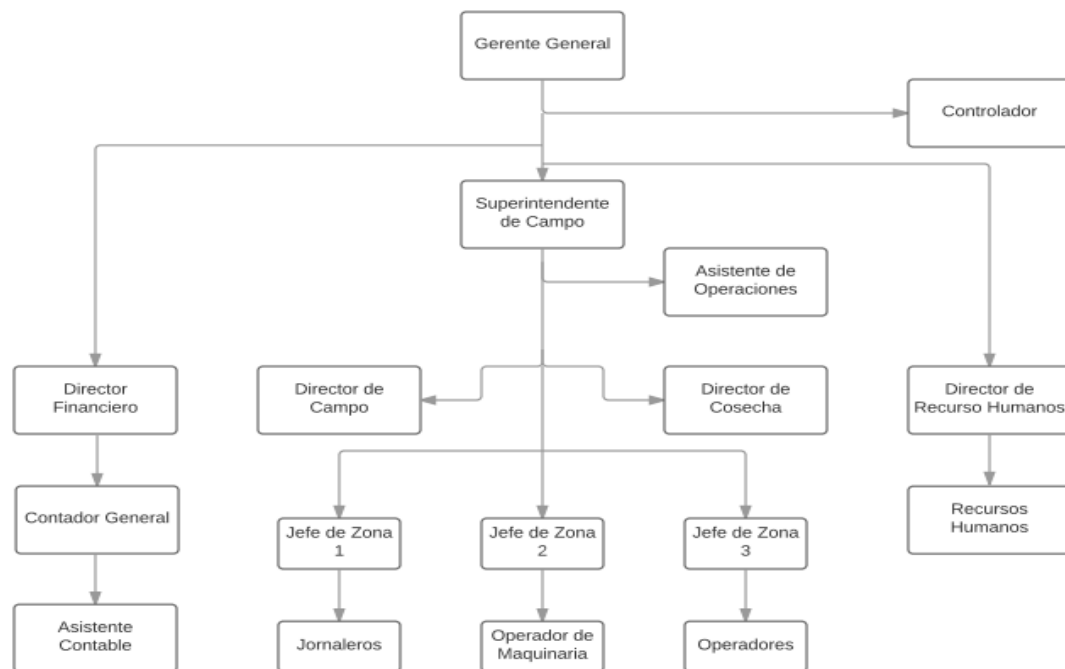 Gerente General
Controlador
Superintendente
de Campo
Asistente de
Operaciones
Director
Financiero
Director de
Campo
Director de
Cosecha
Director de
Recurso Humanos
Contador General
Recursos
Humanos
Jefe de Zona
1
Jefe de Zona
2
Jefe de Zona
3
Asistente
Contable
Jornaleros
Operador de
Maquinaria
Operadores